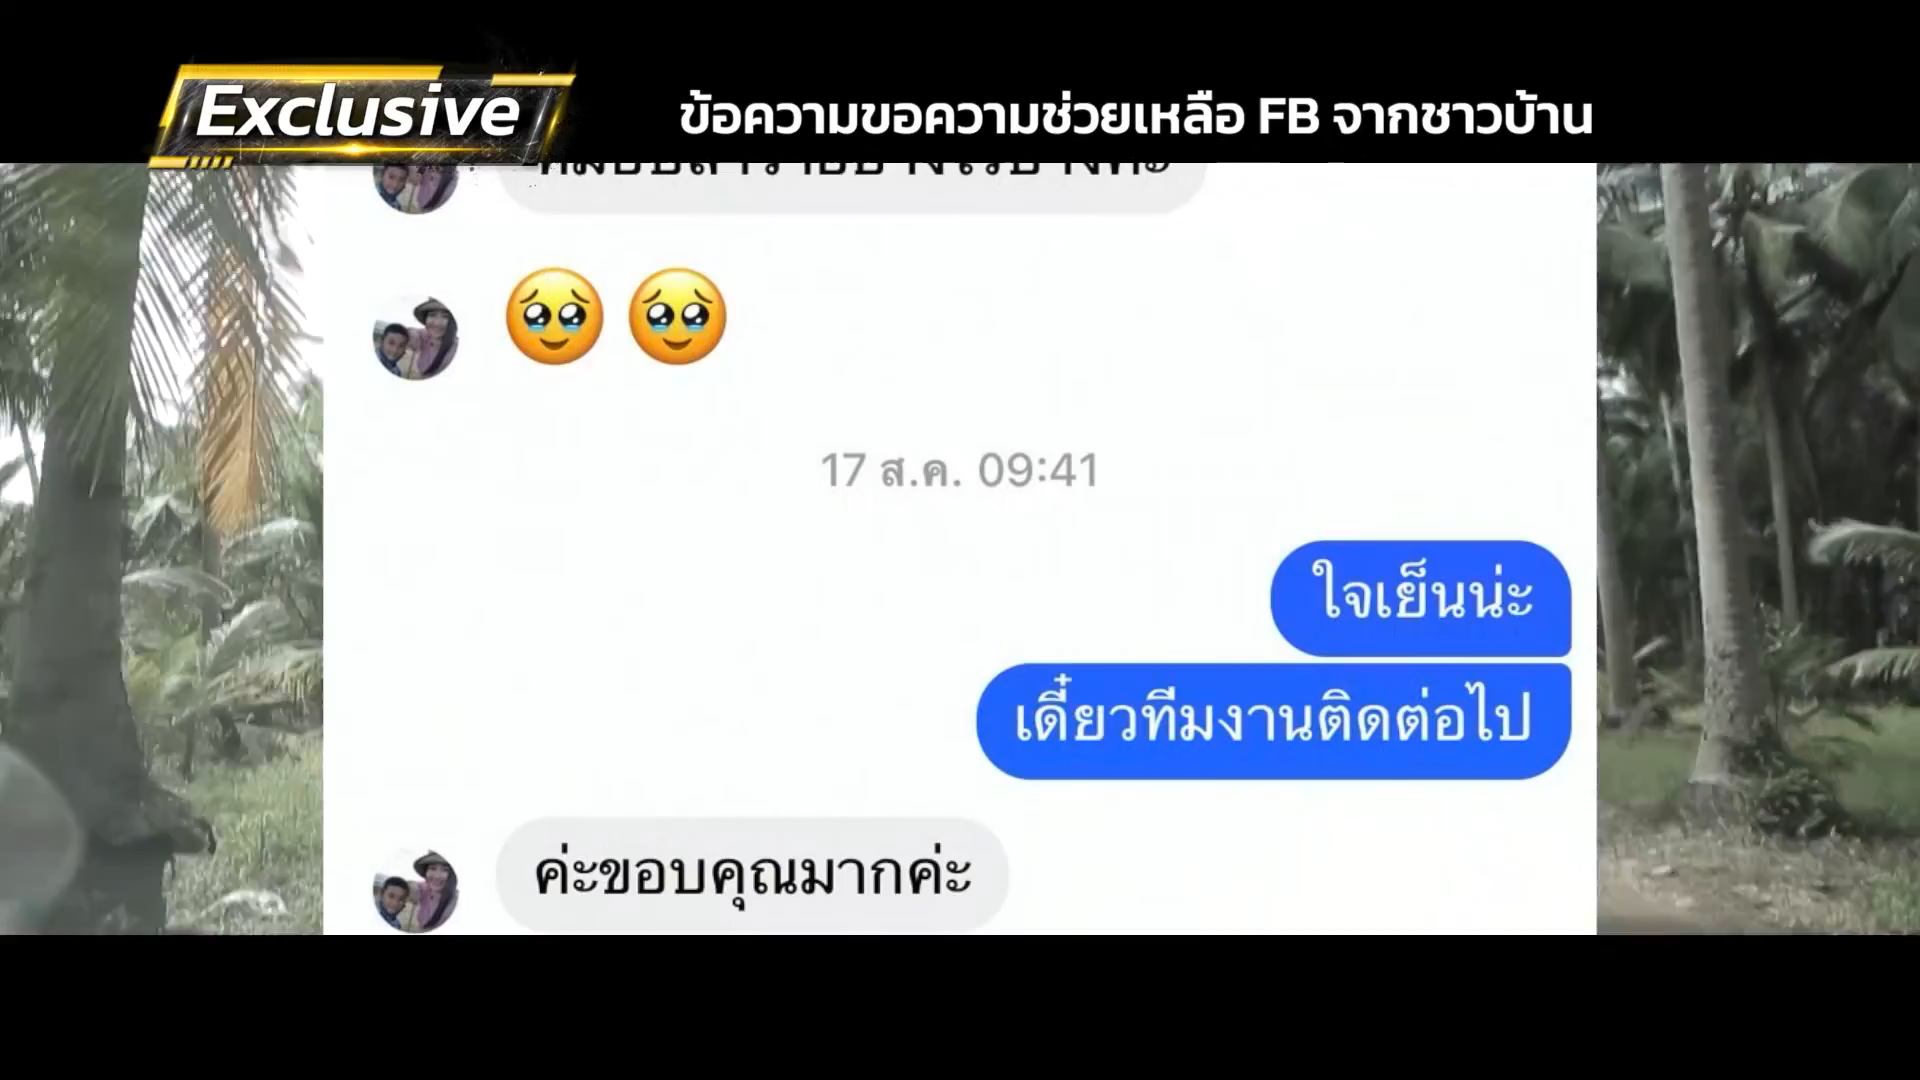 Exclusive
ข้อความขอความช่วยเหลือ FB จากชาวบ้าน
🥹 🥹
17 ส.ค. 09:41
ใจเย็นน่ะ
เดี๋ยวทีมงานติดต่อไป
ค่ะขอบคุณมากค่ะ